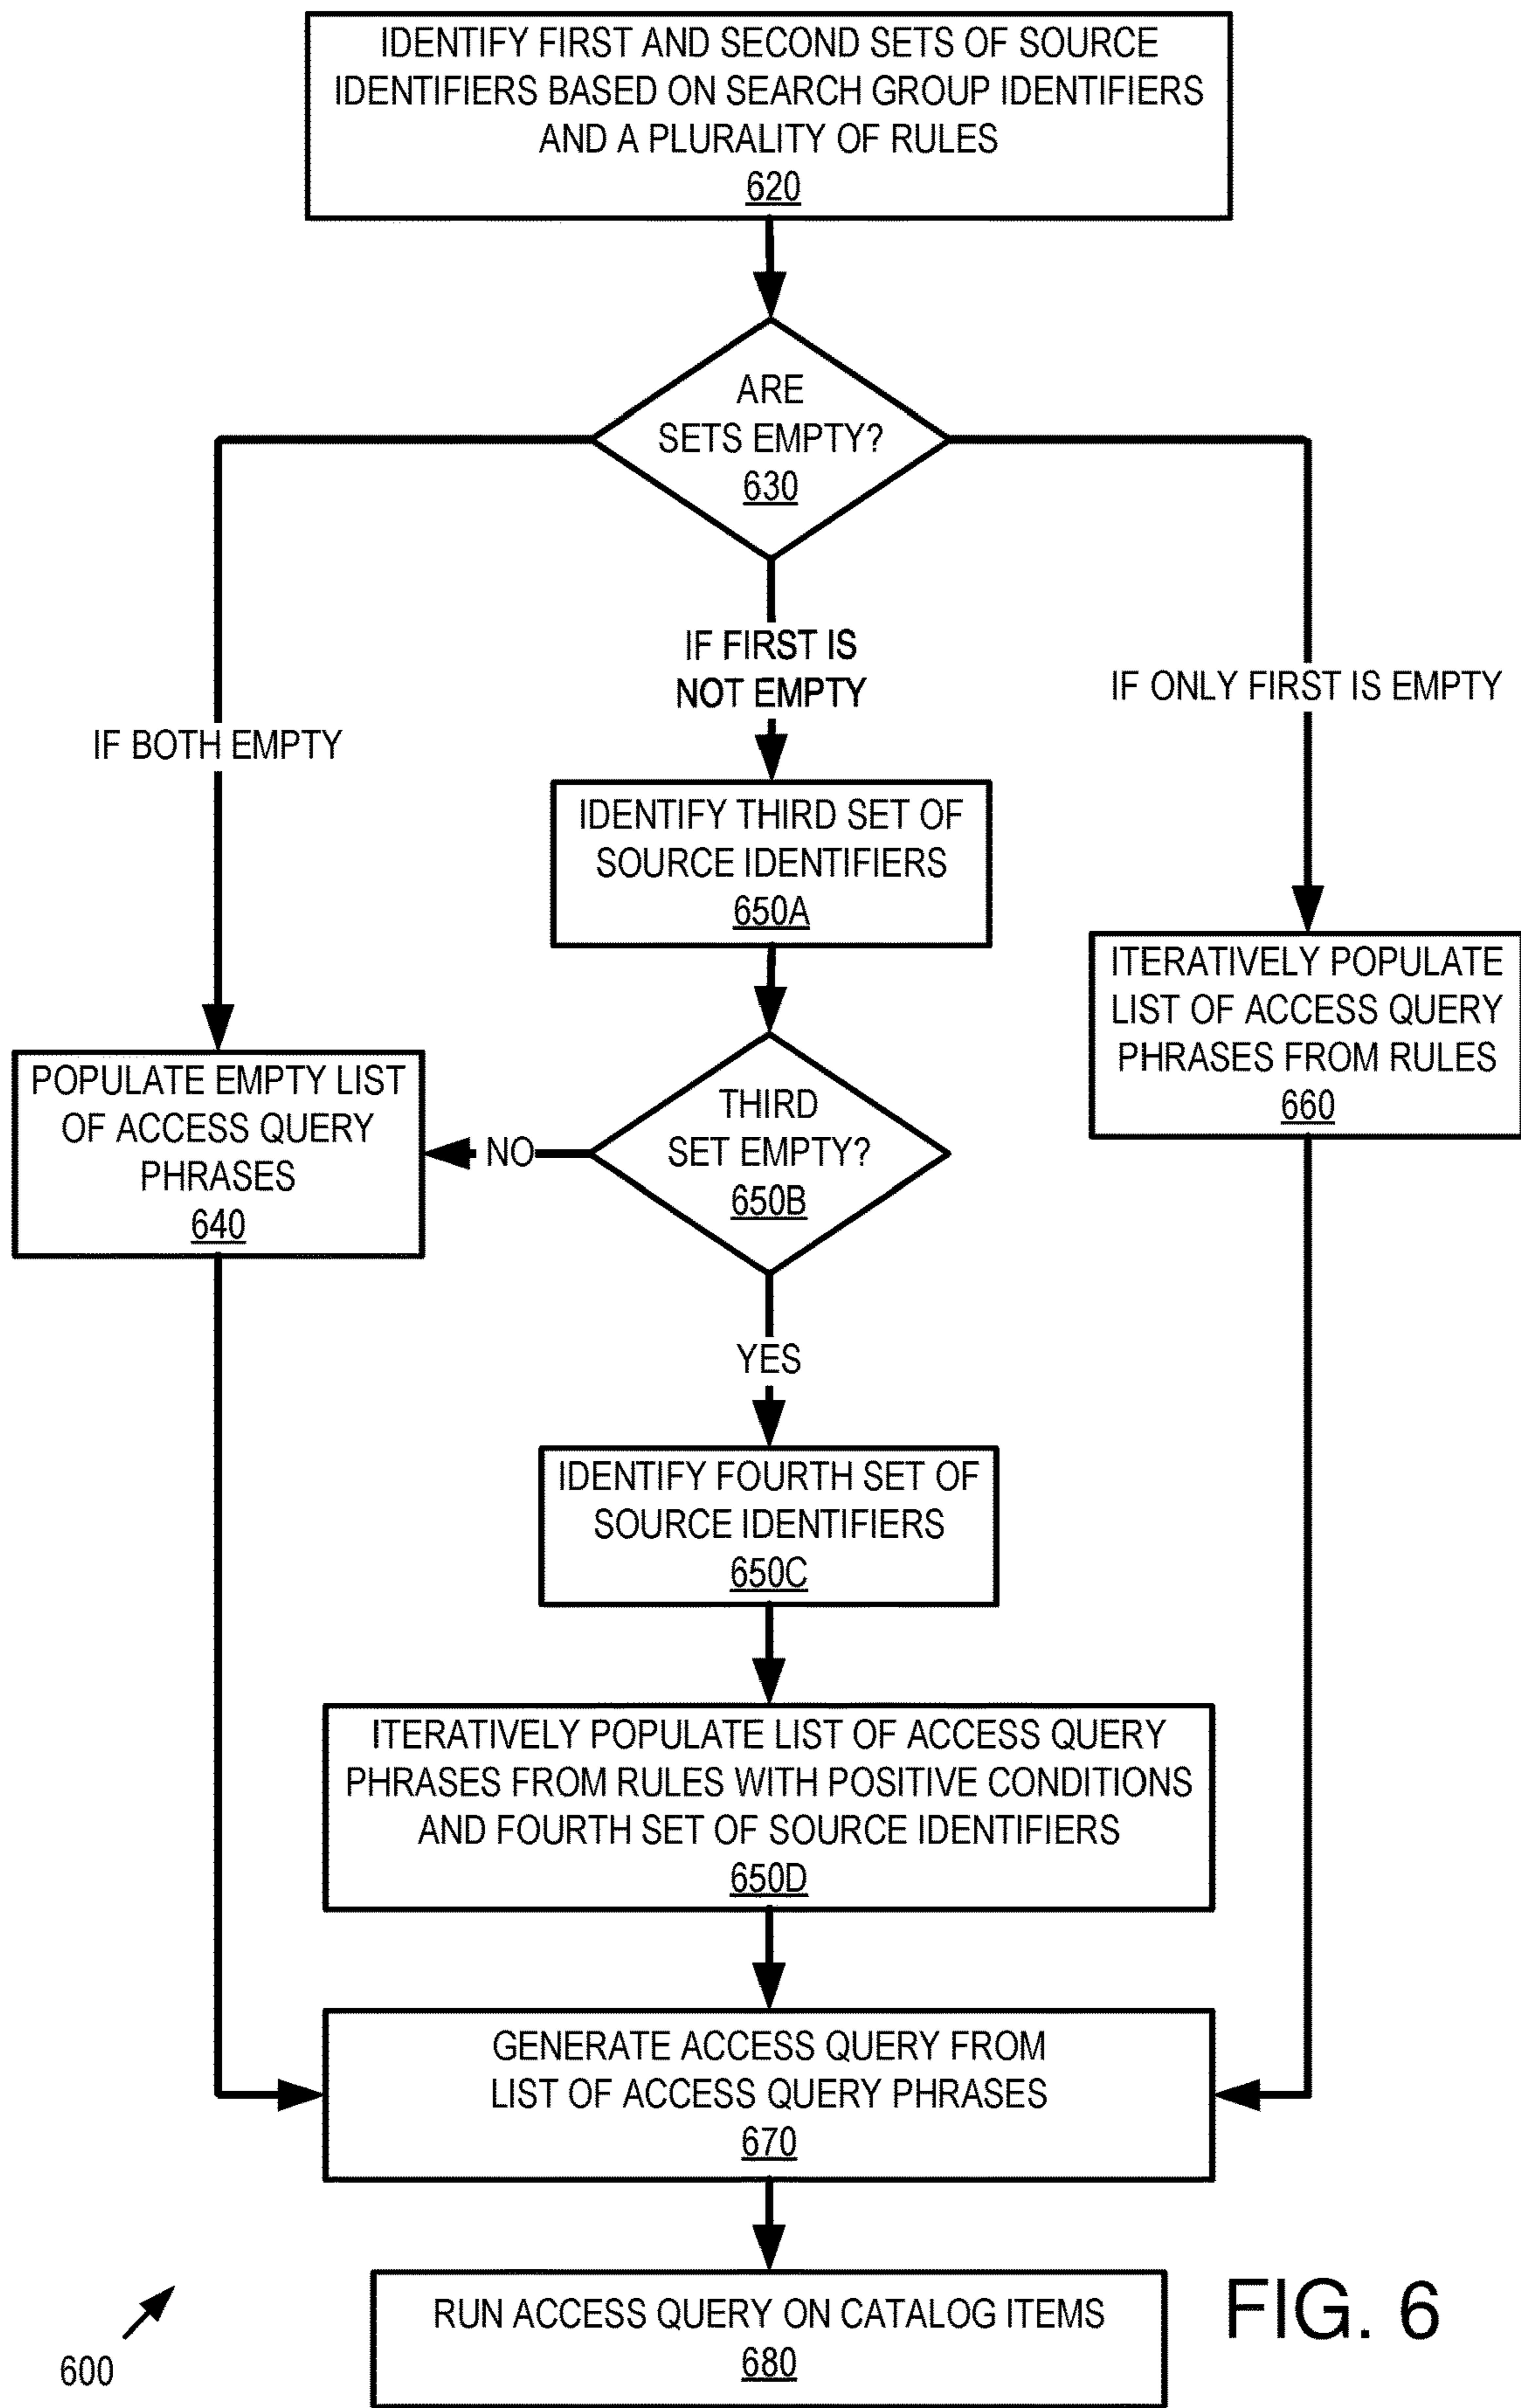 IDENTIFY FIRST AND SECOND SETS OF SOURCE
IDENTIFIERS BASED ON SEARCH GROUP IDENTIFIERS
AND A PLURALITY OF RULES
620
ARE
SETS EMPTY?
630
IF BOTH EMPTY
IF FIRST IS
NOT EMPTY
IF ONLY FIRST IS EMPTY
IDENTIFY THIRD SET OF
SOURCE IDENTIFIERS
650A
ITERATIVELY POPULATE
LIST OF ACCESS QUERY
PHRASES FROM RULES
660
POPULATE EMPTY LIST
OF ACCESS QUERY
PHRASES
640
NO
THIRD
SET EMPTY?
650B
YES
IDENTIFY FOURTH SET OF
SOURCE IDENTIFIERS
650C
ITERATIVELY POPULATE LIST OF ACCESS QUERY
PHRASES FROM RULES WITH POSITIVE CONDITIONS
AND FOURTH SET OF SOURCE IDENTIFIERS
650D
GENERATE ACCESS QUERY FROM
LIST OF ACCESS QUERY PHRASES
670
RUN ACCESS QUERY ON CATALOG ITEMS
680
600
FIG. 6